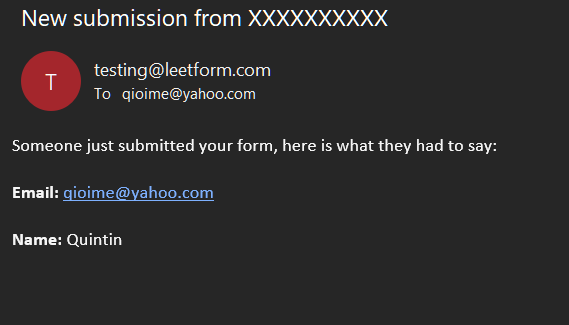 New submission from XXXXXXXXXX
T
testing@leetform.com
To qioime@yahoo.com
Someone just submitted your form, here is what they had to say:
Email: qioime@yahoo.com
Name: Quintin